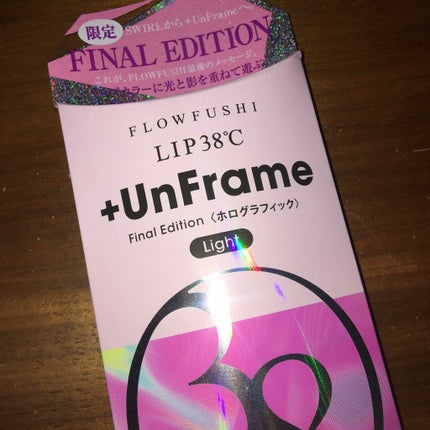 限定
SWIRLから+UnFrameへ
FINAL EDITION
これが、FLOWFUSHI最後のメッセージ。
カラーに光と影を重ねて遊ぶ
FLOWFUSHI
LIP38℃
+UnFrame
Final Edition〈ホログラフィック〉
Light
38